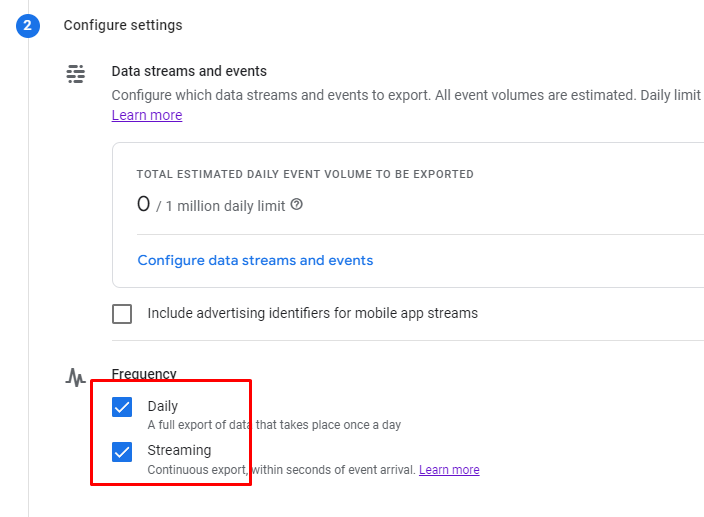 2 Configure settings
Data streams and events
Configure which data streams and events to export. All event volumes are estimated. Daily limit
Learn more
TOTAL ESTIMATED DAILY EVENT VOLUME TO BE EXPORTED
0 / 1 million daily limit ?
Configure data streams and events
Include advertising identifiers for mobile app streams
Frequency
Daily
A full export of data that takes place once a day
Streaming
Continuous export, within seconds of event arrival. Learn more